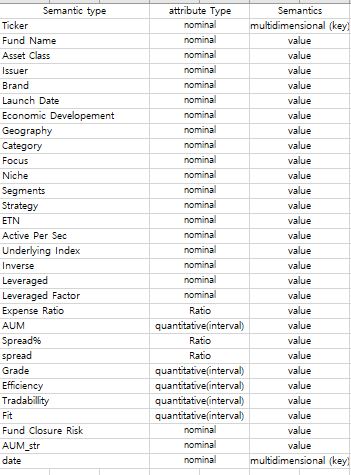 Semantic type attribute Type Semantics
Ticker nominal multidimensional (key)
Fund Name nominal value
Asset Class nominal value
Issuer nominal value
Brand nominal value
Launch Date nominal value
Economic Developement nominal value
Geography nominal value
Category nominal value
Focus nominal value
Niche nominal value
Segments nominal value
Strategy nominal value
ETN nominal value
Active Per Sec nominal value
Underlying Index nominal value
Inverse nominal value
Leveraged nominal value
Leveraged Factor nominal value
Expense Ratio Ratio value
AUM quantitative(interval) value
Spread% Ratio value
spread Ratio value
Grade quantitative(interval) value
Efficiency quantitative(interval) value
Tradabillity quantitative(interval) value
Fit quantitative(interval) value
Fund Closure Risk nominal value
AUM_str nominal value
date nominal multidimensional (key)